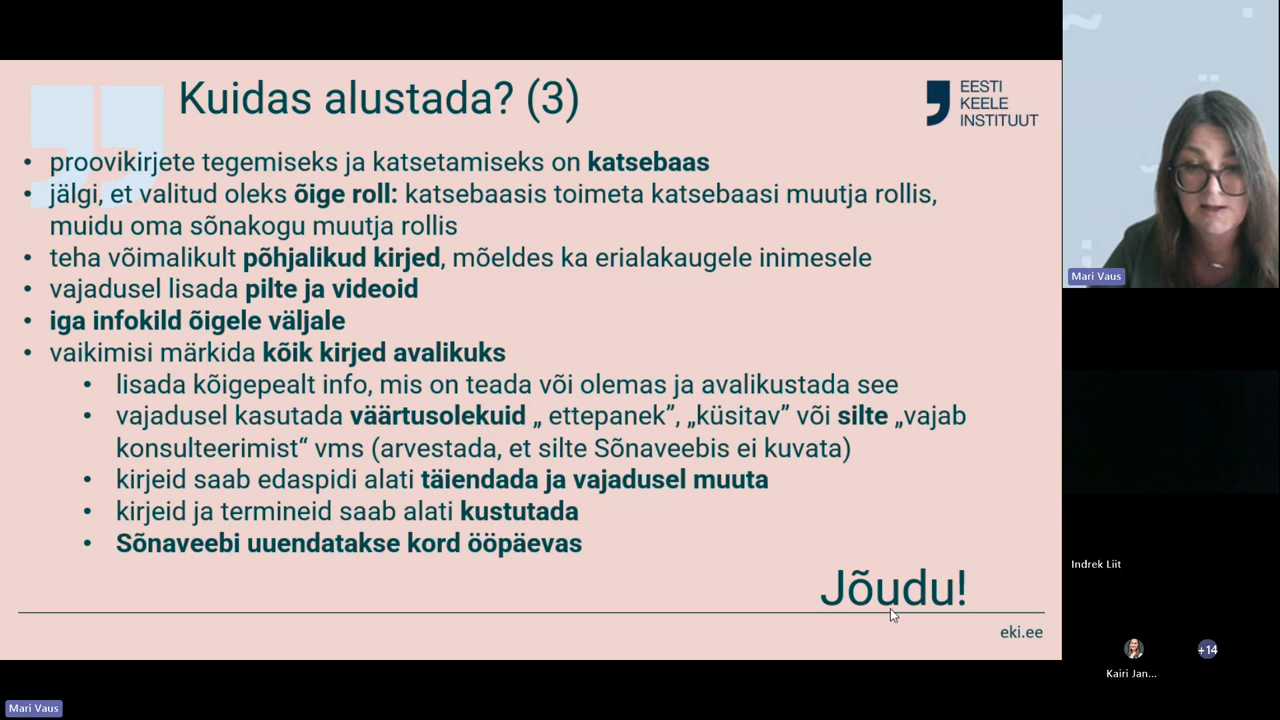 Kuidas alustada? (3)
EESTI
KEELE
INSTITUUT
• proovikirjete tegemiseks ja katsetamiseks on katsebaas
• jälgi, et valitud oleks õige roll: katsebaasis toimeta katsebaasi muutja rollis,
muidu oma sõnakogu muutja rollis
• teha võimalikult põhjalikud kirjed, mõeldes ka erialakaugele inimesele
• vajadusel lisada pilte ja videoid
• iga infokild õigele väljale
• vaikimisi märkida kõik kirjed avalikuks
• lisada kõigepealt info, mis on teada või olemas ja avalikustada see
• vajadusel kasutada väärtusolekuid „ ettepanek”, „küsitav” või silte „vajab
konsulteerimist“ vms (arvestada, et silte Sõnaveebis ei kuvata)
• kirjeid saab edaspidi alati täiendada ja vajadusel muuta
• kirjeid ja termineid saab alati kustutada
• Sõnaveebi uuendatakse kord ööpäevas
Jõudu!
eki.ee
Mari Vaus
Indrek Liit
Kairi Jan...
+14
Mari Vaus